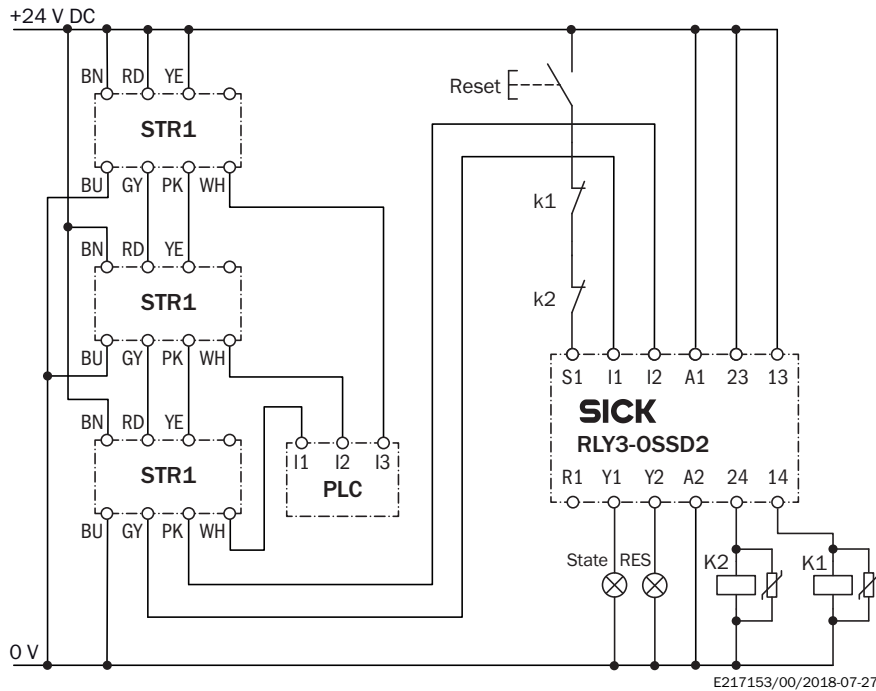 +24 V DC
BN RD YE
STR1
BU GY PK WH
BN RD YE
STR1
BU GY PK WH
BN RD YE
STR1
BU GY PK WH
I1 I2 I3
PLC
Reset
k1
k2
S1 I1 I2 A1 23 13
SICK
RLY3-OSSD2
R1 Y1 Y2 A2 24 14
State RES K2 K1
0 V
E217153/00/2018-07-27